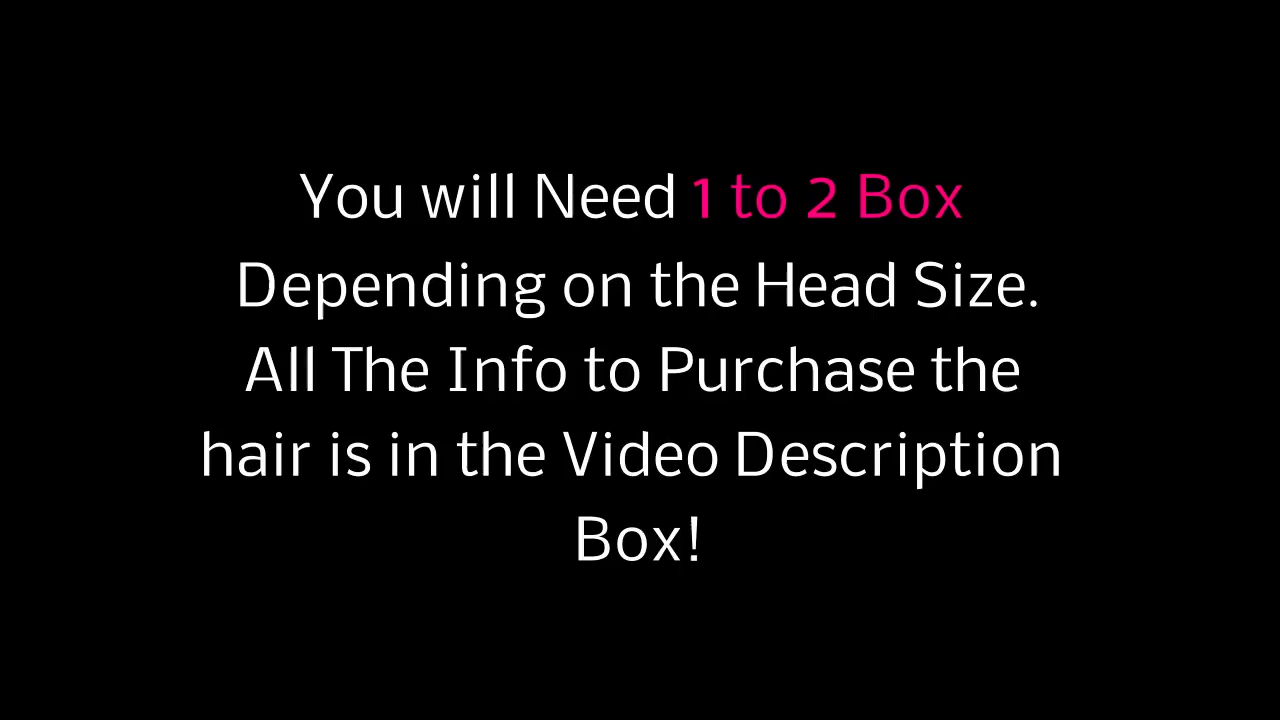 You will Need 1 to 2 Box
Depending on the Head Size.
All The Info to Purchase the
hair is in the Video Description
Box!